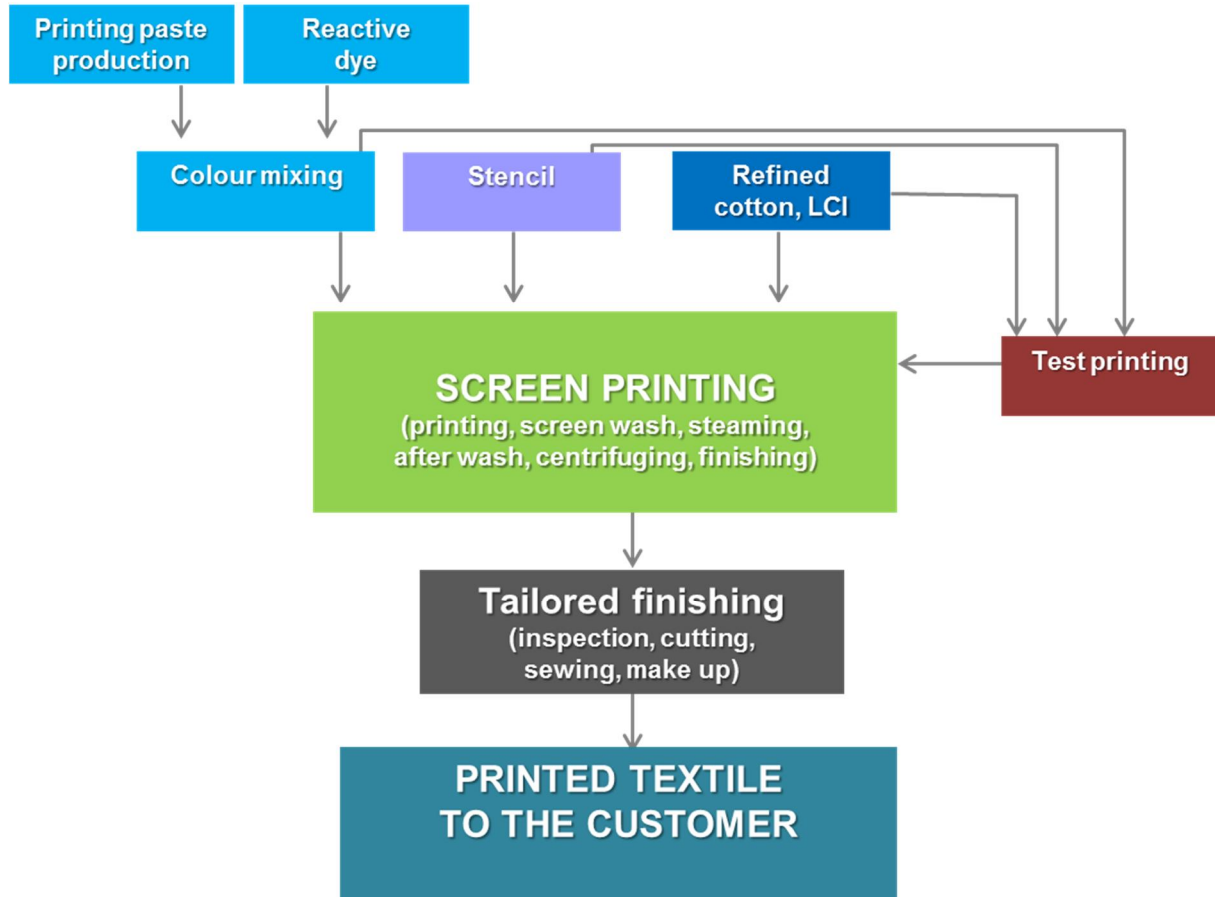 Printing paste
production
Reactive
dye
Colour mixing
Stencil
Refined
cotton, LCI
Test printing
SCREEN PRINTING
(printing, screen wash, steaming,
after wash, centrifuging, finishing)
Tailored finishing
(inspection, cutting,
sewing, make up)
PRINTED TEXTILE
TO THE CUSTOMER